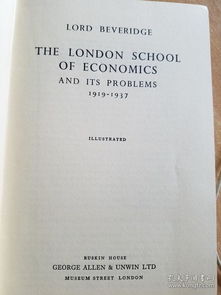 LORD BEVERIDGE
THE LONDON SCHOOL
OF ECONOMICS
AND ITS PROBLEMS
1919-1937
ILLUSTRATED
RUSKIN HOUSE
GEORGE ALLEN & UNWIN LTD
MUSEUM STREET LONDON